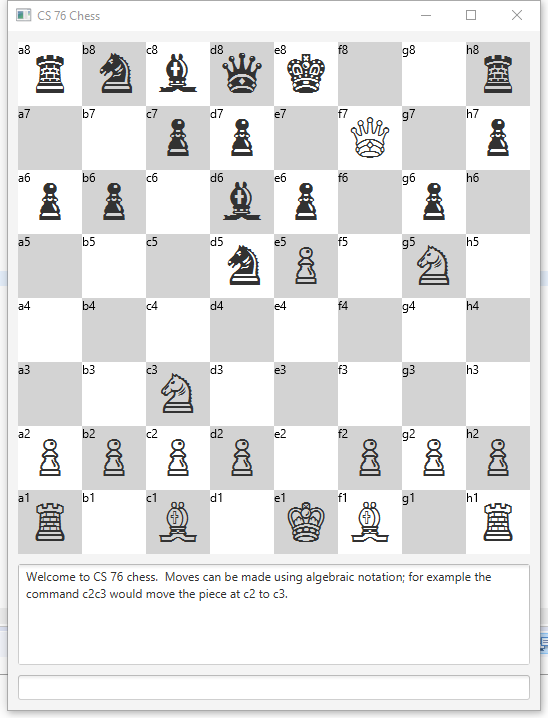 CS 76 Chess
a8 b8 c8 d8 e8 f8 g8 h8
a7 b7 c7 d7 e7 f7 g7 h7
a6 b6 c6 d6 e6 f6 g6 h6
a5 b5 c5 d5 e5 f5 g5 h5
a4 b4 c4 d4 e4 f4 g4 h4
a3 b3 c3 d3 e3 f3 g3 h3
a2 b2 c2 d2 e2 f2 g2 h2
a1 b1 c1 d1 e1 f1 g1 h1
Welcome to CS 76 chess.  Moves can be made using algebraic notation; for example the
command c2c3 would move the piece at c2 to c3.